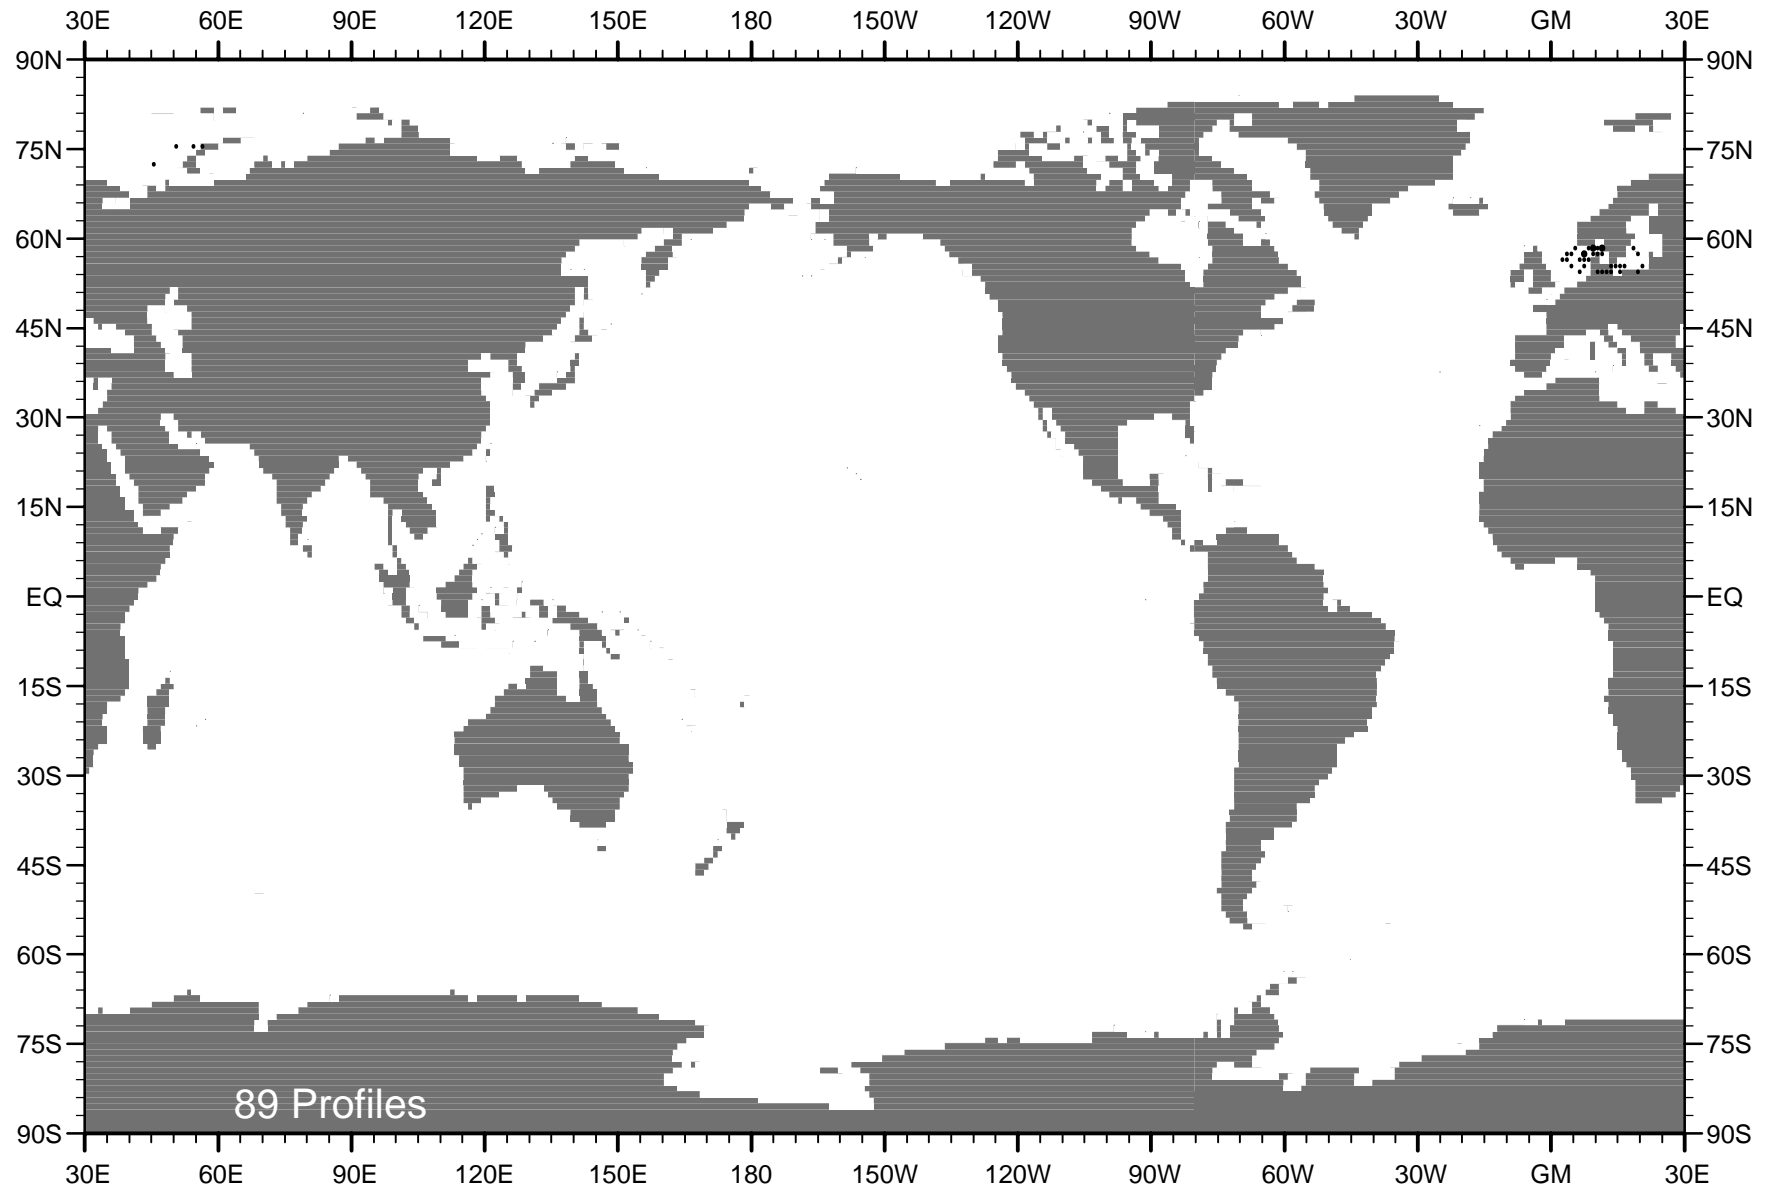 30E 60E 90E 120E 150E 180 150W 120W 90W 60W 30W GM 30E
90N 90N
75N 75N
60N 60N
45N 45N
30N 30N
15N 15N
EQ EQ
15S 15S
30S 30S
45S 45S
60S 60S
75S 75S
89 Profiles
90S 90S
30E 60E 90E 120E 150E 180 150W 120W 90W 60W 30W GM 30E